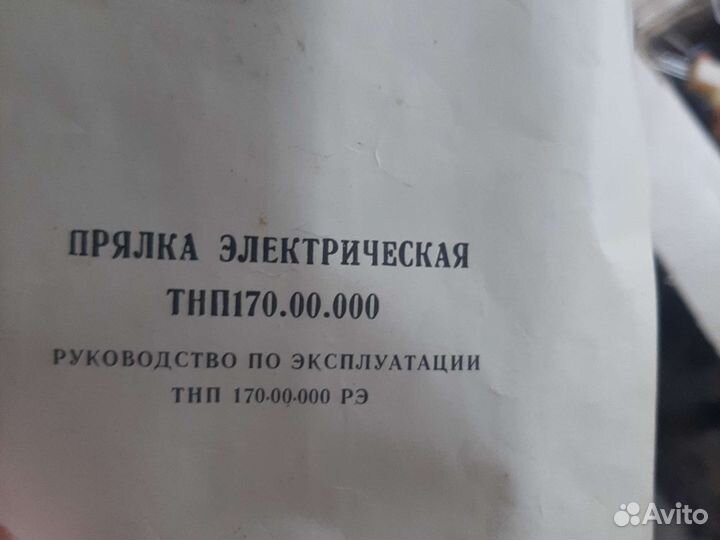 ПРЯЛКА ЭЛЕКТРИЧЕСКАЯ
ТНП170.00.000
РУКОВОДСТВО ПО ЭКСПЛУАТАЦИИ
ТНП 170-00-000 РЭ
Avito